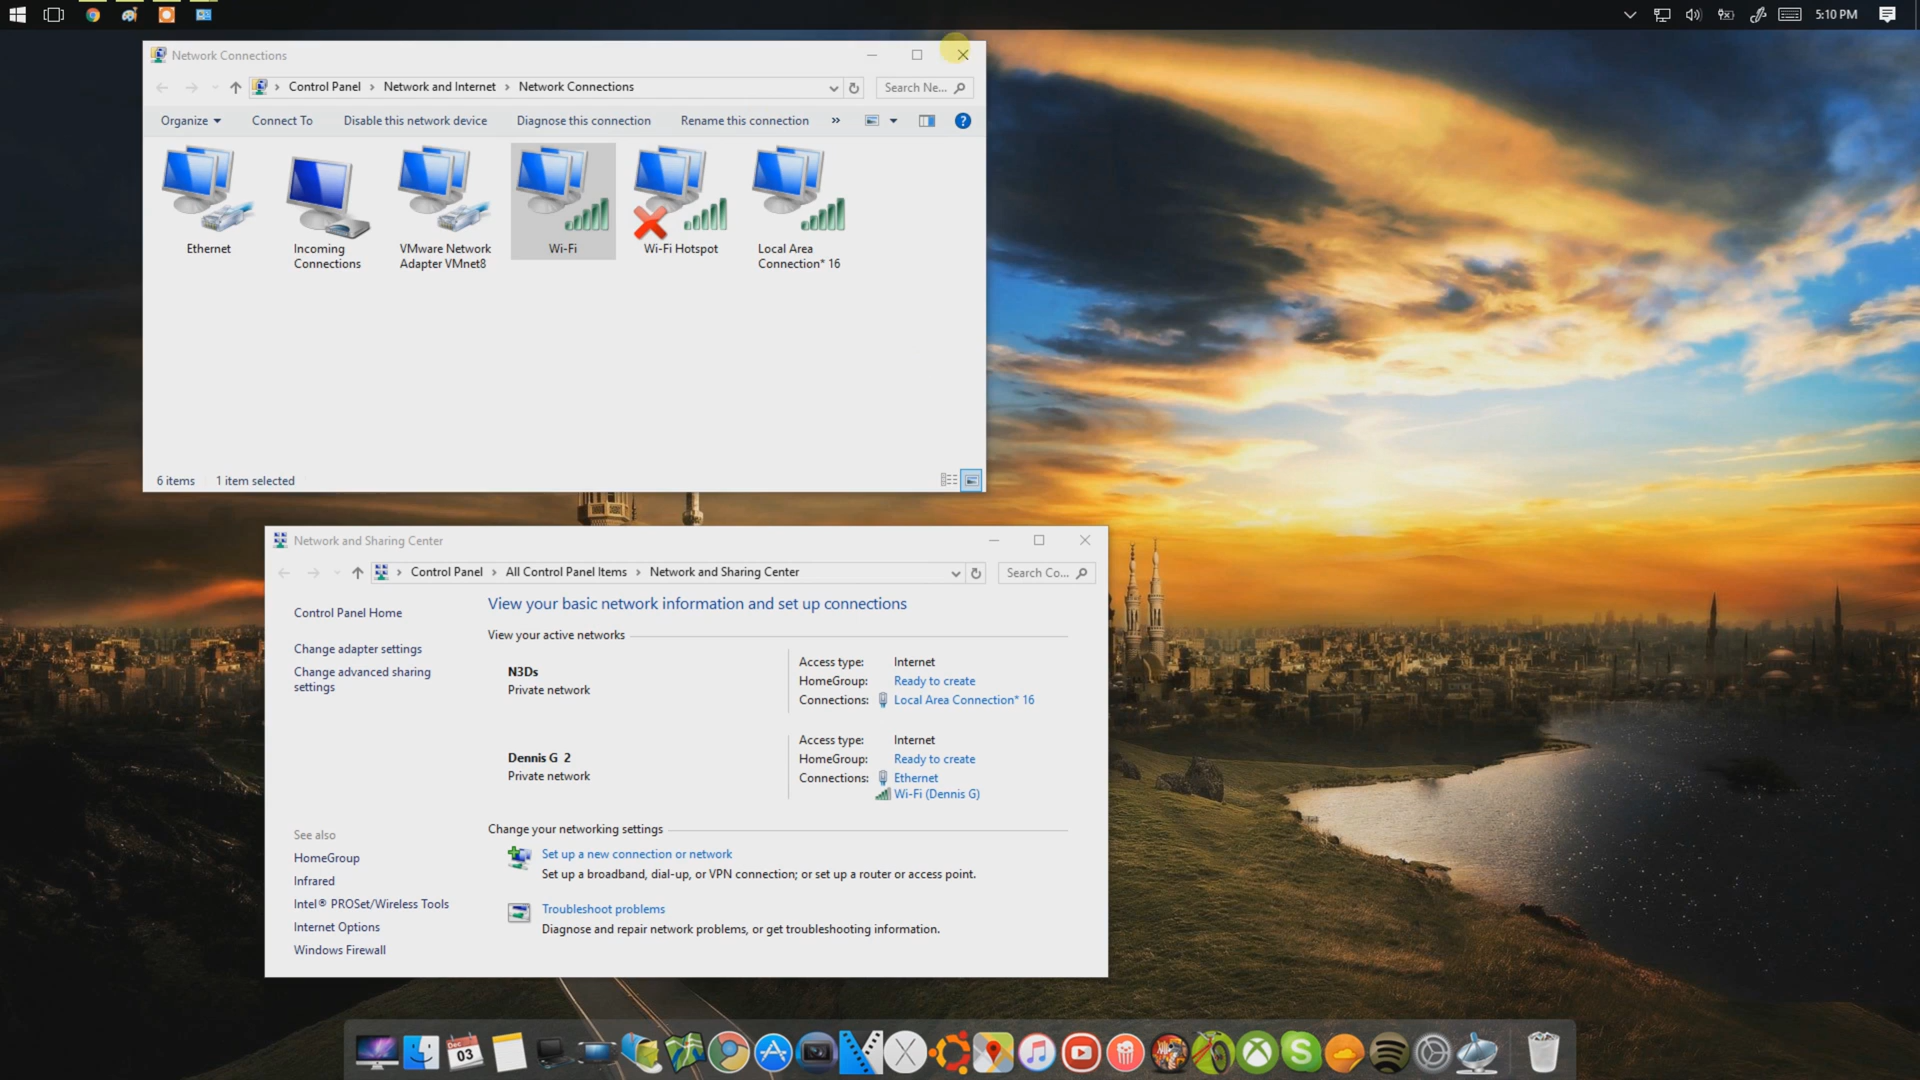 5:10 PM
Network Connections
Control Panel > Network and Internet > Network Connections
Search Ne...
Organize Connect To Disable this network device Diagnose this connection Rename this connection »
Ethernet
Incoming Connections
VMware Network Adapter VMnet8
Wi-Fi
Wi-Fi Hotspot
Local Area Connection* 16
6 items 1 item selected
Network and Sharing Center
Control Panel > All Control Panel Items > Network and Sharing Center
Search Co...
Control Panel Home
Change adapter settings
Change advanced sharing
settings
See also
HomeGroup
Infrared
Intel® PROSet/Wireless Tools
Internet Options
Windows Firewall
View your basic network information and set up connections
View your active networks
N3Ds
Private network
Access type: Internet
HomeGroup: Ready to create
Connections: Local Area Connection* 16
Dennis G 2
Private network
Access type: Internet
HomeGroup: Ready to create
Connections: Ethernet
Wi-Fi (Dennis G)
Change your networking settings
Set up a new connection or network
Set up a broadband, dial-up, or VPN connection; or set up a router or access point.
Troubleshoot problems
Diagnose and repair network problems, or get troubleshooting information.
Dec
03